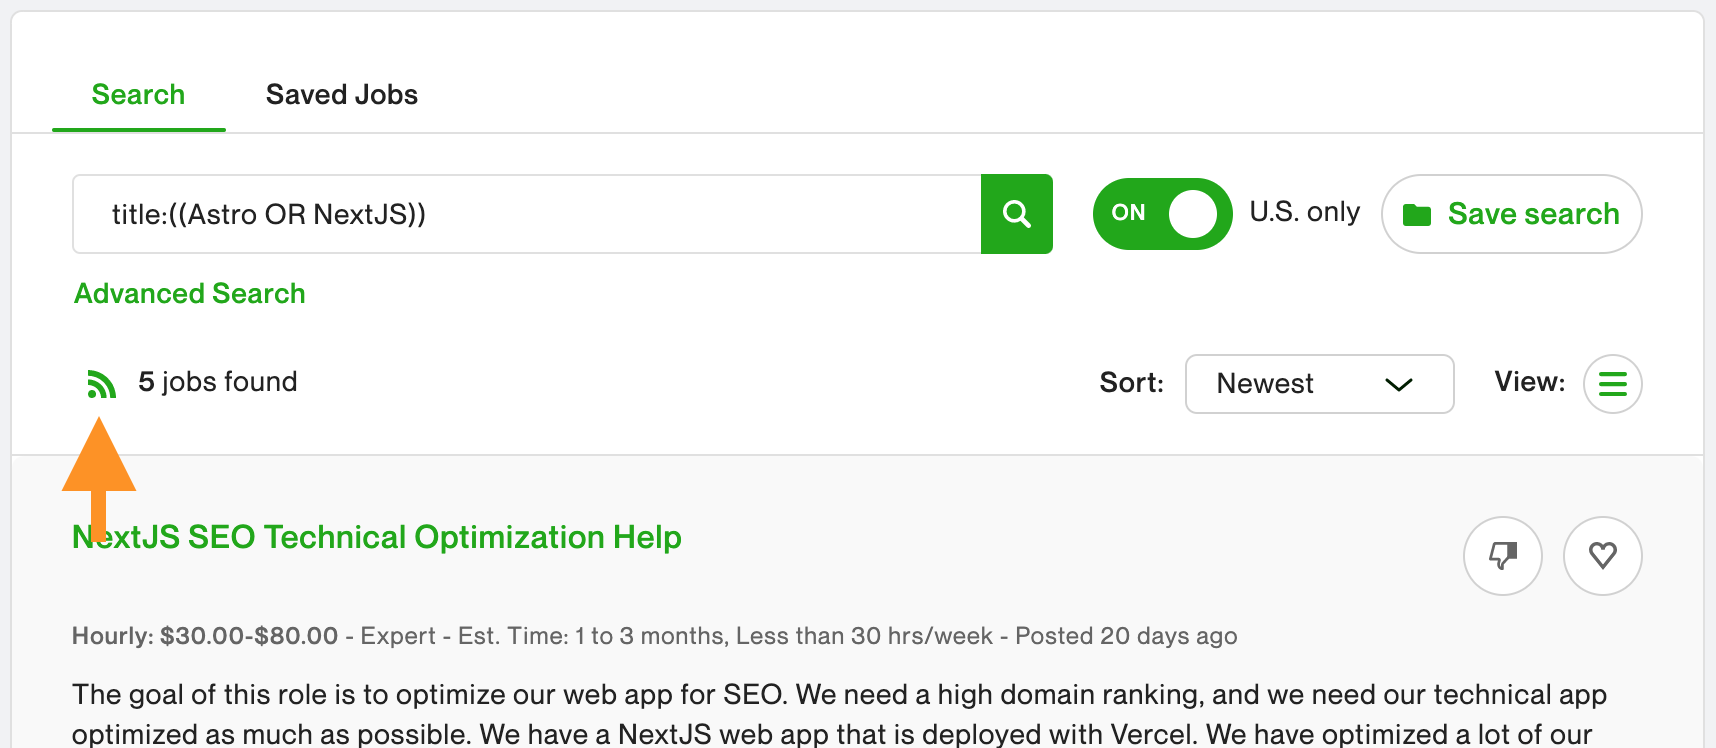 Search Saved Jobs
title:((Astro OR NextJS))
ON U.S. only Save search
Advanced Search
5 jobs found Sort: Newest View:
NextJS SEO Technical Optimization Help
Hourly: $30.00-$80.00 - Expert - Est. Time: 1 to 3 months, Less than 30 hrs/week - Posted 20 days ago
The goal of this role is to optimize our web app for SEO. We need a high domain ranking, and we need our technical app
optimized as much as possible. We have a NextJS web app that is deployed with Vercel. We have optimized a lot of our